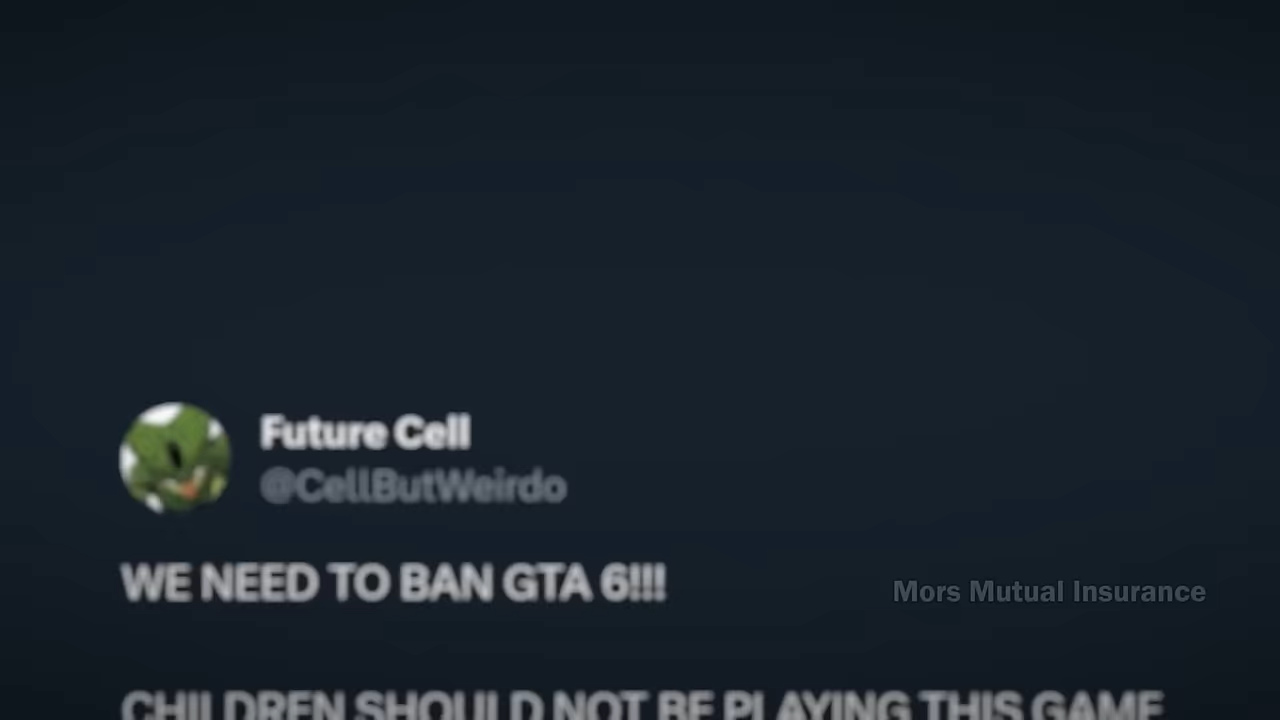 Future Cell
@CellButWeirdo
WE NEED TO BAN GTA 6!!!
Mors Mutual Insurance
CHILDREN SHOULD NOT BE PLAYING THIS GAME